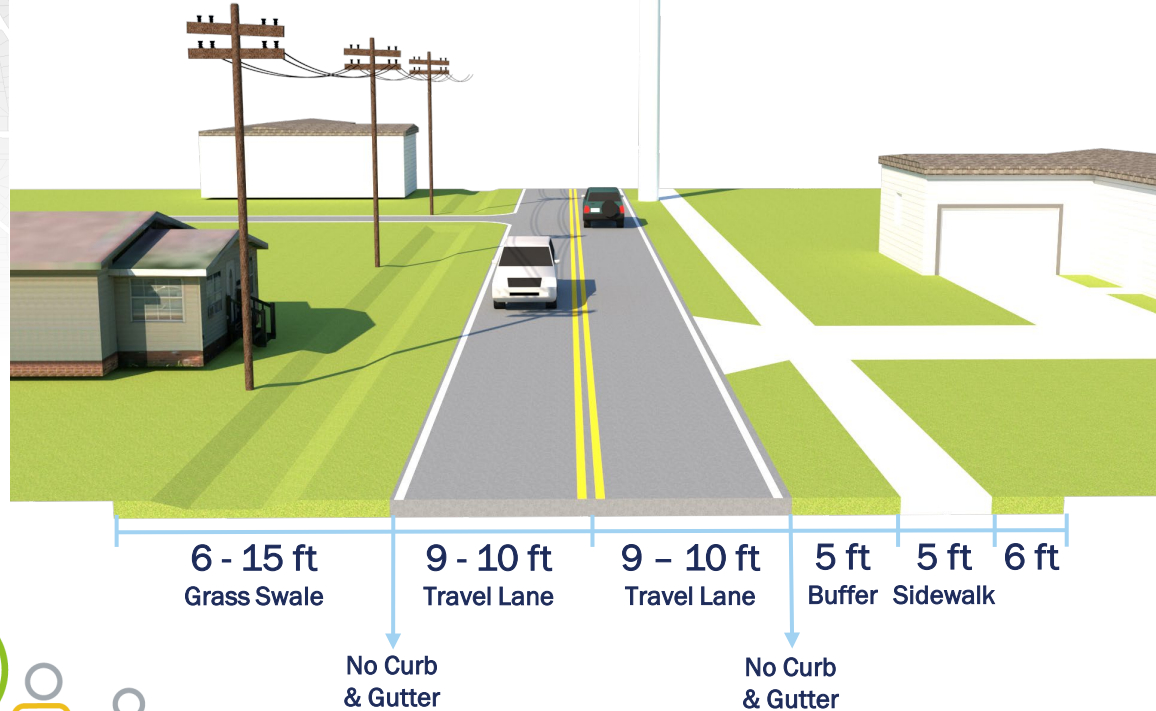 6 - 15 ft
Grass Swale
9 - 10 ft
Travel Lane
9 – 10 ft
Travel Lane
5 ft
Buffer
5 ft
Sidewalk
6 ft
No Curb
& Gutter
No Curb
& Gutter